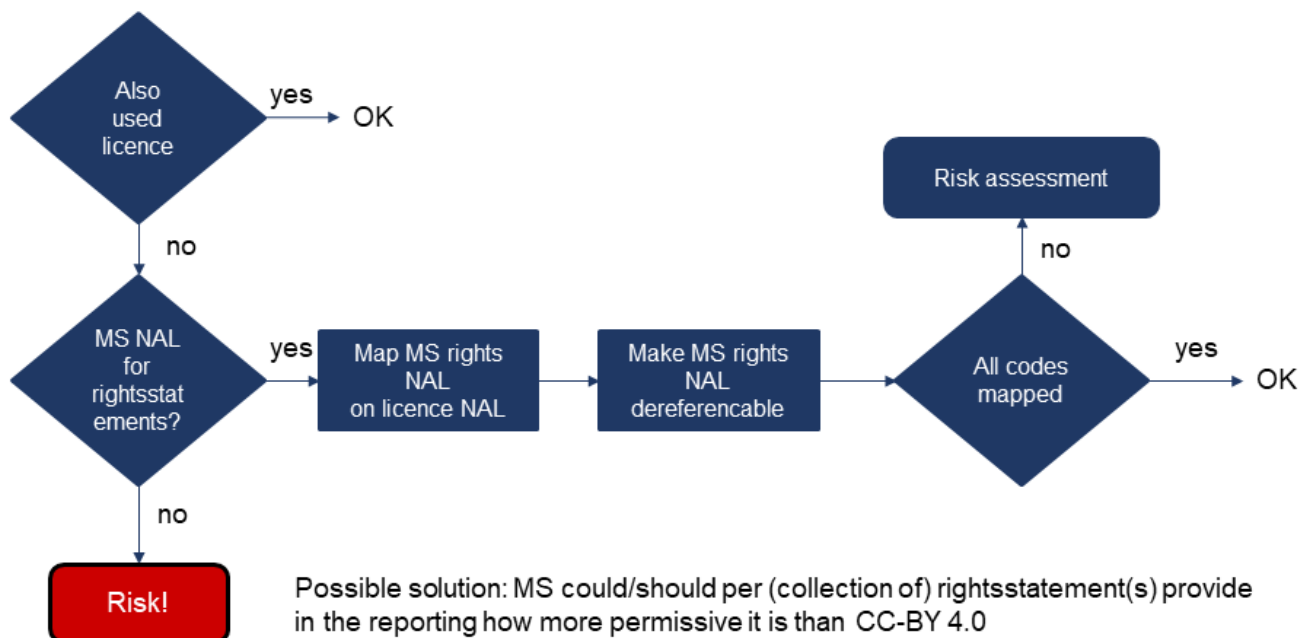 Also
used
licence
yes
OK
no
MS NAL
for
rightsstat
ements?
yes
Map MS rights
NAL
on licence NAL
Make MS rights
NAL
dereferencable
All codes
mapped
yes
OK
no
Risk assessment
no
Risk!
Possible solution: MS could/should per (collection of) rightsstatement(s) provide
in the reporting how more permissive it is than CC-BY 4.0